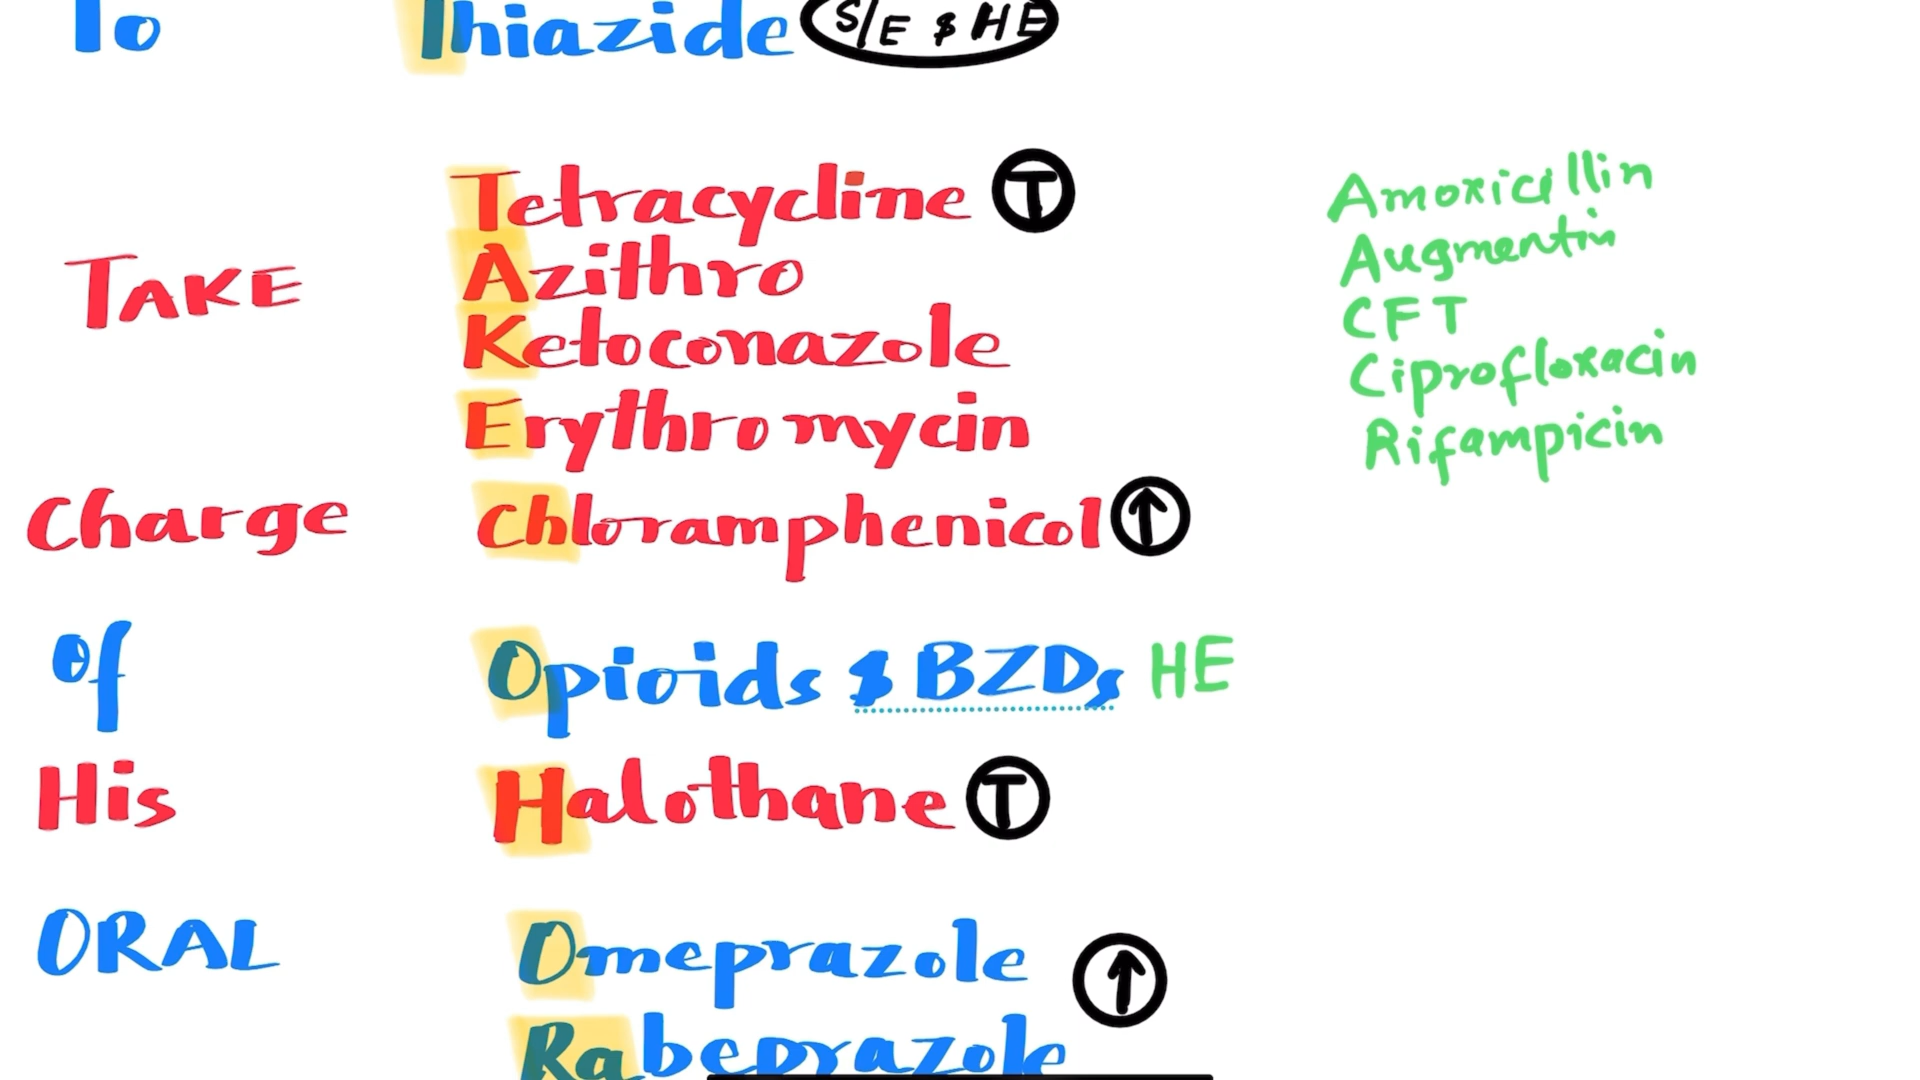 To Thiazide S/E $ HE
Tetracycline T
Azithro
TAKE Ketoconazole
Erythromycin
Charge Chloramphenicol ↑
Of Opioids $ BZDs HE
His Halothane T
ORAL Omeprazole ↑
Rabeprazole
Amoxicillin
Augmentin
CFT
Ciprofloxacin
Rifampicin